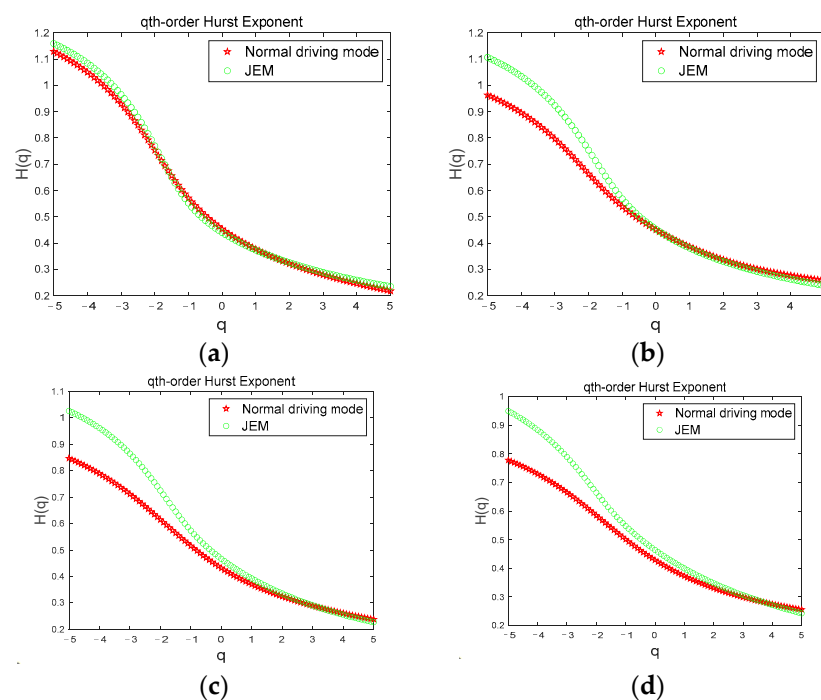 qth-order Hurst Exponent
1.2
1.1
1
0.9
0.8
0.7
0.6
0.5
0.4
0.3
0.2
H(q)
Normal driving mode
JEM
−5 −4 −3 −2 −1 0 1 2 3 4 5
q
(a)
qth-order Hurst Exponent
1.2
1.1
1
0.9
0.8
0.7
0.6
0.5
0.4
0.3
0.2
H(q)
Normal driving mode
JEM
−5 −4 −3 −2 −1 0 1 2 3 4
q
(b)
qth-order Hurst Exponent
1.1
1
0.9
0.8
0.7
0.6
0.5
0.4
0.3
0.2
H(q)
Normal driving mode
JEM
−5 −4 −3 −2 −1 0 1 2 3 4 5
q
(c)
qth-order Hurst Exponent
1
0.9
0.8
0.7
0.6
0.5
0.4
0.3
0.2
H(q)
Normal driving mode
JEM
−5 −4 −3 −2 −1 0 1 2 3 4 5
q
(d)